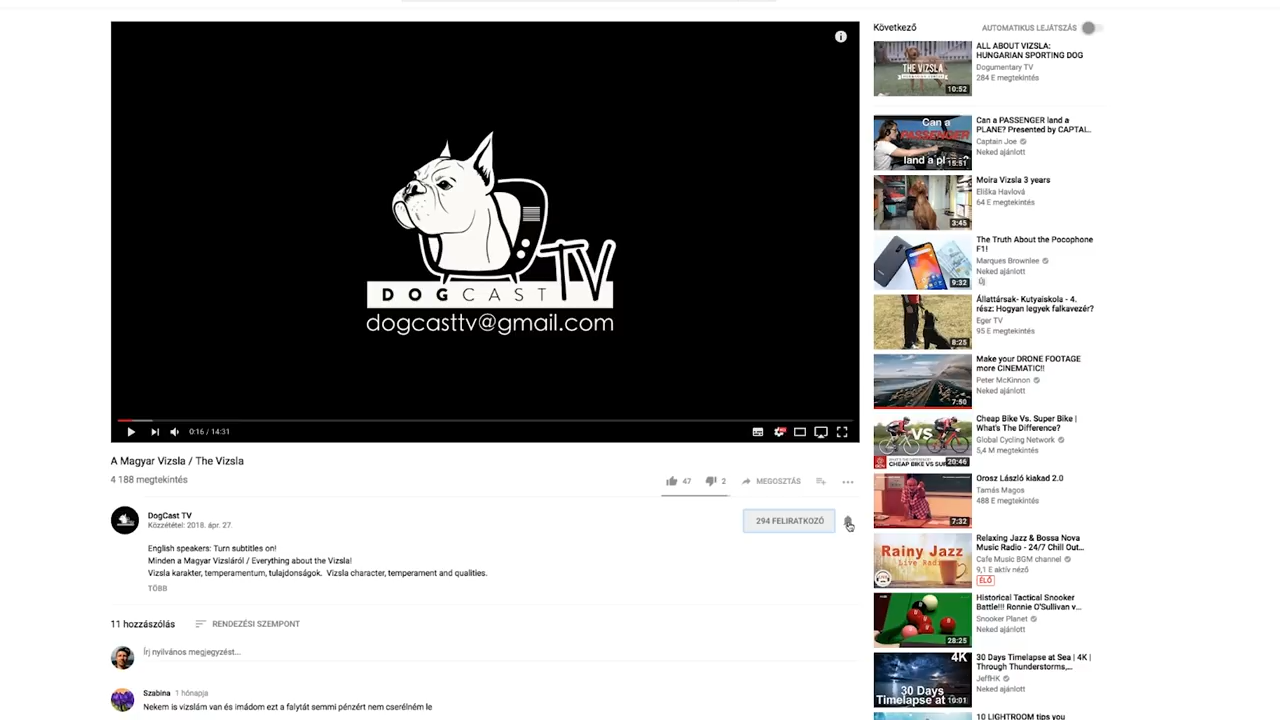 DOGCAST TV
dogcasttv@gmail.com
0:16 / 14:31
A Magyar Vizsla / The Vizsla
4 188 megtekintés
47
2
MEGOSZTÁS
DogCast TV
Közzététel: 2018. ápr. 27.
294 FELIRATKOZÓ
English speakers: Turn subtitles on!
Minden a Magyar Vizsláról / Everything about the Vizsla!
Vizsla karakter, temperamentum, tulajdonságok. Vizsla character, temperament and qualities.
TÖBB
11 hozzászólás
RENDEZÉSI SZEMPONT
Írj nyilvános megjegyzést...
Szabina 1 hónapja
Nekem is vizslám van és imádom ezt a falytát semmi pénzért nem cserélném le
Következő
AUTOMATIKUS LEJÁTSZÁS
THE VIZSLA
10:52
ALL ABOUT VIZSLA:
HUNGARIAN SPORTING DOG
Dogumentary TV
284 E megtekintés
Can a
PASSENGER
land a
15:51
Can a PASSENGER land a
PLANE? Presented by CAPTAI...
Captain Joe
Neked ajánlott
3:45
Moira Vizsla 3 years
Eliška Havlová
64 E megtekintés
9:32
The Truth About the Pocophone
F1!
Marques Brownlee
Neked ajánlott
Új
8:25
Állattársak- Kutyaiskola - 4.
rész: Hogyan legyek falkavezér?
Eger TV
95 E megtekintés
7:50
Make your DRONE FOOTAGE
more CINEMATIC!!
Peter McKinnon
Neked ajánlott
VS
CHEAP BIKE VS
20:46
Cheap Bike Vs. Super Bike |
What's The Difference?
Global Cycling Network
5,4 M megtekintés
7:32
Orosz László kiakad 2.0
Tamás Magos
488 E megtekintés
Rainy Jazz
Live Radio
Relaxing Jazz & Bossa Nova
Music Radio - 24/7 Chill Out...
Cafe Music BGM channel
9,1 E aktív néző
ÉLŐ
28:25
Historical Tactical Snooker
Battle!!! Ronnie O'Sullivan v...
Snooker Planet
Neked ajánlott
4K
30 Days
Timelapse at
10:01
30 Days Timelapse at Sea | 4K |
Through Thunderstorms,...
JeffHK
Neked ajánlott
10 LIGHTROOM tips you